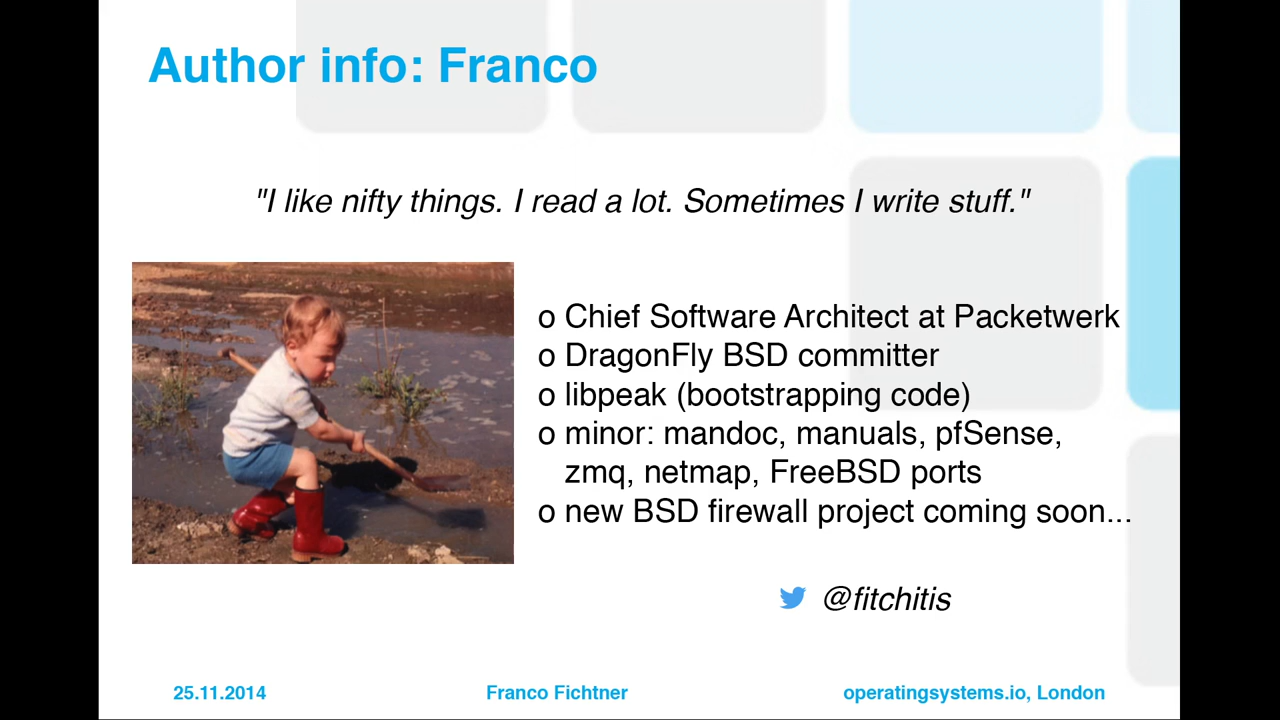 Author info: Franco
"I like nifty things. I read a lot. Sometimes I write stuff."
o Chief Software Architect at Packetwerk
o DragonFly BSD committer
o libpeak (bootstrapping code)
o minor: mandoc, manuals, pfSense,
zmq, netmap, FreeBSD ports
o new BSD firewall project coming soon...
@fitchitis
25.11.2014 Franco Fichtner operatingsystems.io, London